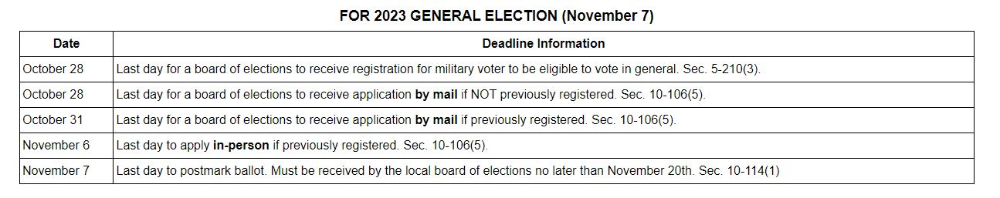 FOR 2023 GENERAL ELECTION (November 7)
Date Deadline Information
October 28 Last day for a board of elections to receive registration for military voter to be eligible to vote in general. Sec. 5-210(3).
October 28 Last day for a board of elections to receive application by mail if NOT previously registered. Sec. 10-106(5).
October 31 Last day for a board of elections to receive application by mail if previously registered. Sec. 10-106(5).
November 6 Last day to apply in-person if previously registered. Sec. 10-106(5).
November 7 Last day to postmark ballot. Must be received by the local board of elections no later than November 20th. Sec. 10-114(1)